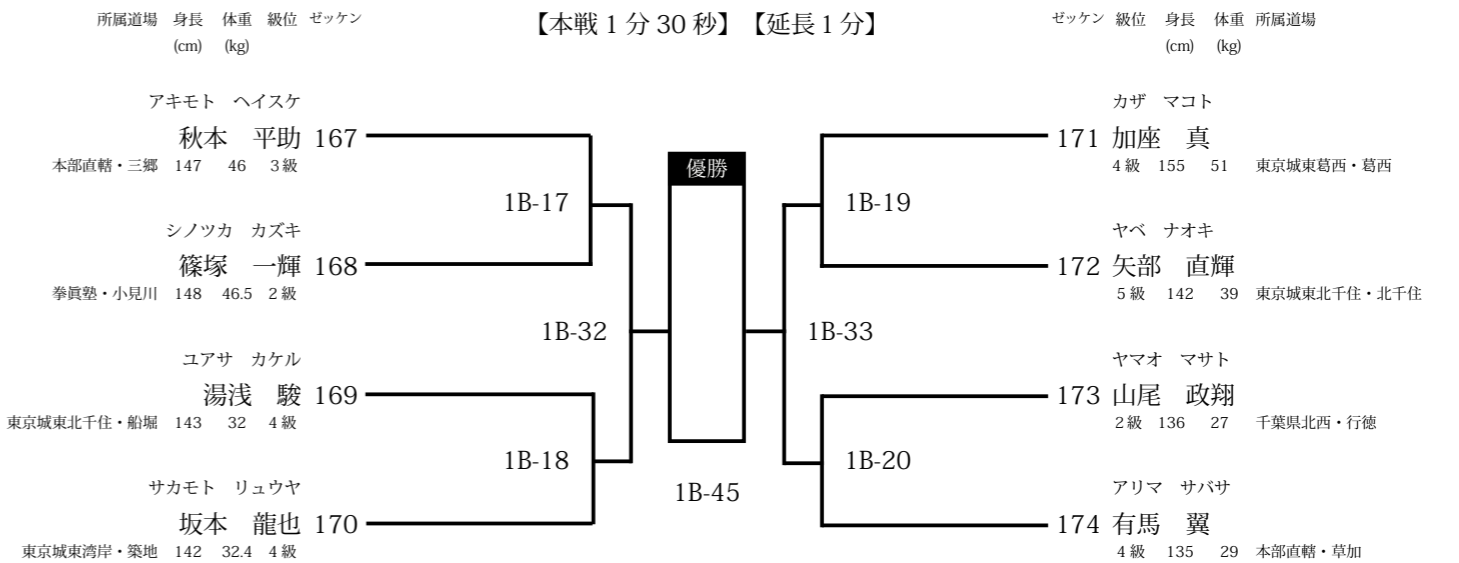 所属道場 身長 体重 級位 ゼッケン
(cm) (kg)
【本戦 1 分 30 秒】【延長 1 分】
ゼッケン 級位 身長 体重 所属道場
(cm) (kg)
アキモト ヘイスケ
秋本 平助 167
本部直轄・三郷 147 46 3 級
1B-17
シノツカ カズキ
篠塚 一輝 168
拳眞塾・小見川 148 46.5 2 級
1B-32
ユアサ カケル
湯浅 駿 169
東京城東北千住・船堀 143 32 4 級
1B-18
サカモト リュウヤ
坂本 龍也 170
東京城東湾岸・築地 142 32.4 4 級
優勝
1B-45
カザ マコト
171 加座 真
4 級 155 51 東京城東葛西・葛西
1B-19
ヤベ ナオキ
172 矢部 直輝
5 級 142 39 東京城東北千住・北千住
1B-33
ヤマオ マサト
173 山尾 政翔
2 級 136 27 千葉県北西・行徳
1B-20
アリマ サバサ
174 有馬 翼
4 級 135 29 本部直轄・草加